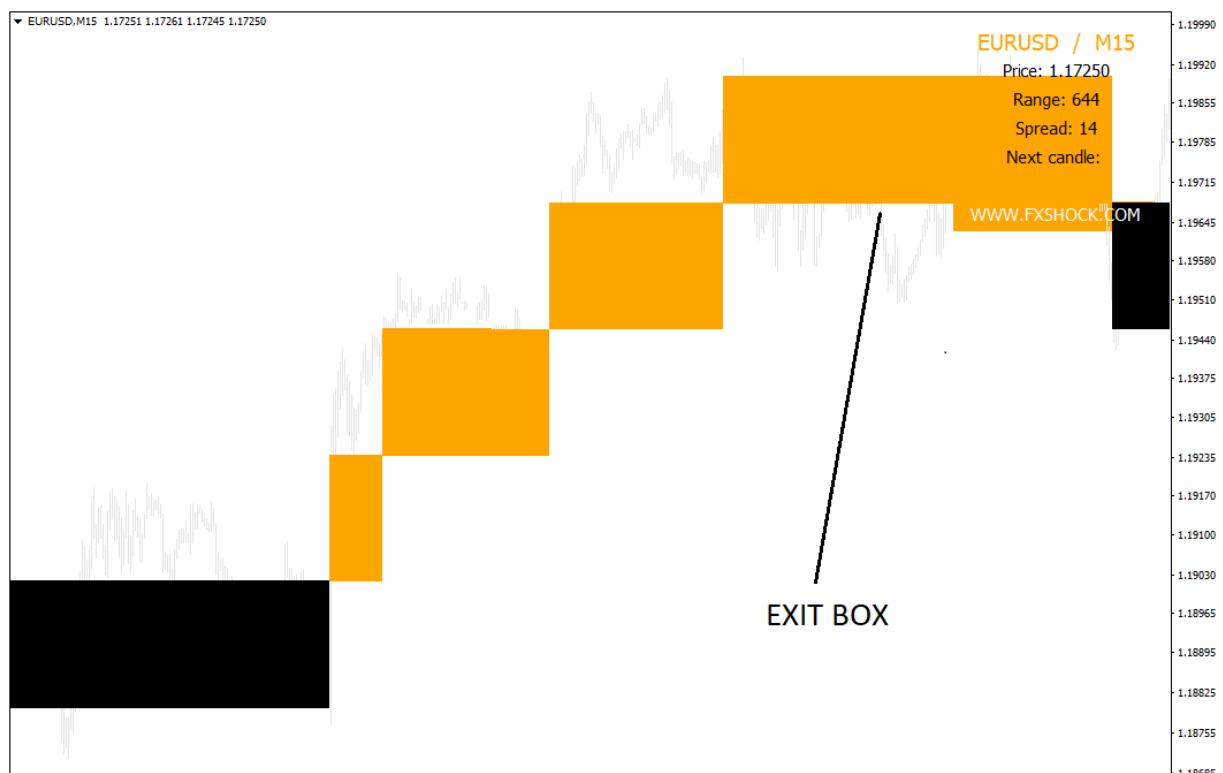 EURUSD,M15 1.17251 1.17261 1.17245 1.17250
EURUSD / M15
Price: 1.17250
Range: 644
Spread: 14
Next candle:
WWW.FXSHOCK.COM
EXIT BOX
1.19990
1.19920
1.19855
1.19785
1.19715
1.19645
1.19580
1.19510
1.19440
1.19375
1.19305
1.19235
1.19170
1.19100
1.19030
1.18965
1.18895
1.18825
1.18755
1.18685